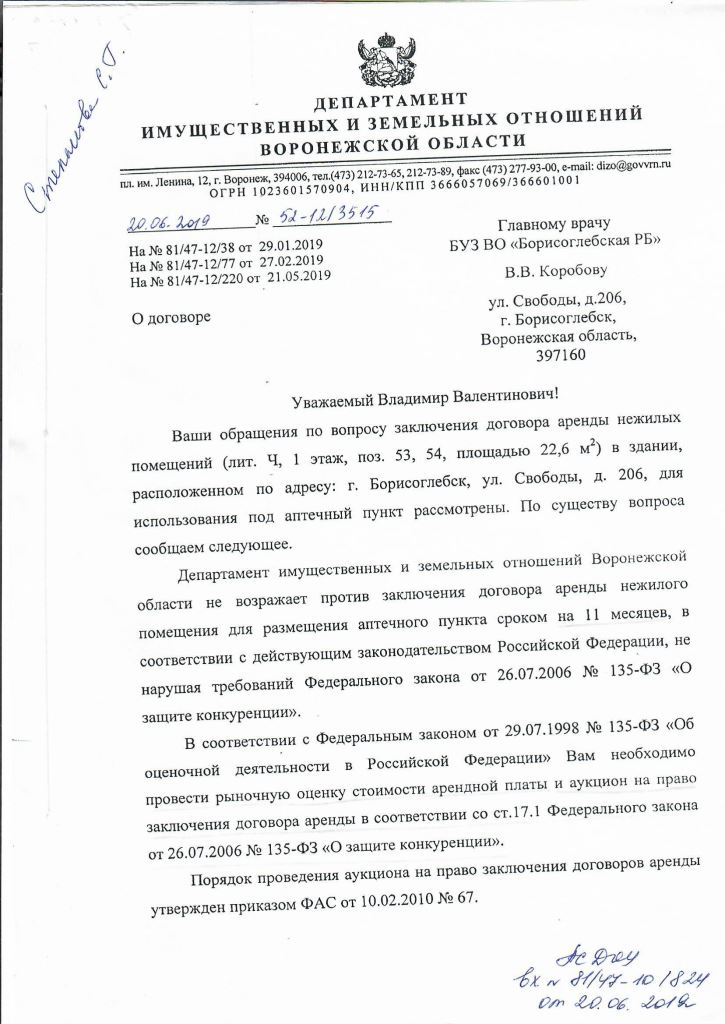 Степанове С.Г.
ДЕПАРТАМЕНТ
ИМУЩЕСТВЕННЫХ И ЗЕМЕЛЬНЫХ ОТНОШЕНИЙ
ВОРОНЕЖСКОЙ ОБЛАСТИ
пл. им. Ленина, 12, г. Воронеж, 394006, тел.(473) 212-73-65, 212-73-89, факс (473) 277-93-00, e-mail: dizo@govvrn.ru
ОГРН 1023601570904, ИНН/КПП 3666057069/366601001
20.06.2019 № 52-12/3515
На № 81/47-12/38 от 29.01.2019
На № 81/47-12/77 от 27.02.2019
На № 81/47-12/220 от 21.05.2019
О договоре
Главному врачу
БУЗ ВО «Борисоглебская РБ»
В.В. Коробову
ул. Свободы, д.206,
г. Борисоглебск,
Воронежская область,
397160
Уважаемый Владимир Валентинович!
Ваши обращения по вопросу заключения договора аренды нежилых
помещений (лит. Ч, 1 этаж, поз. 53, 54, площадью 22,6 м²) в здании,
расположенном по адресу: г. Борисоглебск, ул. Свободы, д. 206, для
использования под аптечный пункт рассмотрены. По существу вопроса
сообщаем следующее.
Департамент имущественных и земельных отношений Воронежской
области не возражает против заключения договора аренды нежилого
помещения для размещения аптечного пункта сроком на 11 месяцев, в
соответствии с действующим законодательством Российской Федерации, не
нарушая требований Федерального закона от 26.07.2006 № 135-ФЗ «О
защите конкуренции».
В соответствии с Федеральным законом от 29.07.1998 № 135-ФЗ «Об
оценочной деятельности в Российской Федерации» Вам необходимо
провести рыночную оценку стоимости арендной платы и аукцион на право
заключения договора аренды в соответствии со ст.17.1 Федерального закона
от 26.07.2006 № 135-ФЗ «О защите конкуренции».
Порядок проведения аукциона на право заключения договоров аренды
утвержден приказом ФАС от 10.02.2010 № 67.
вх № 81/47-10/824
от 20.06.2019г